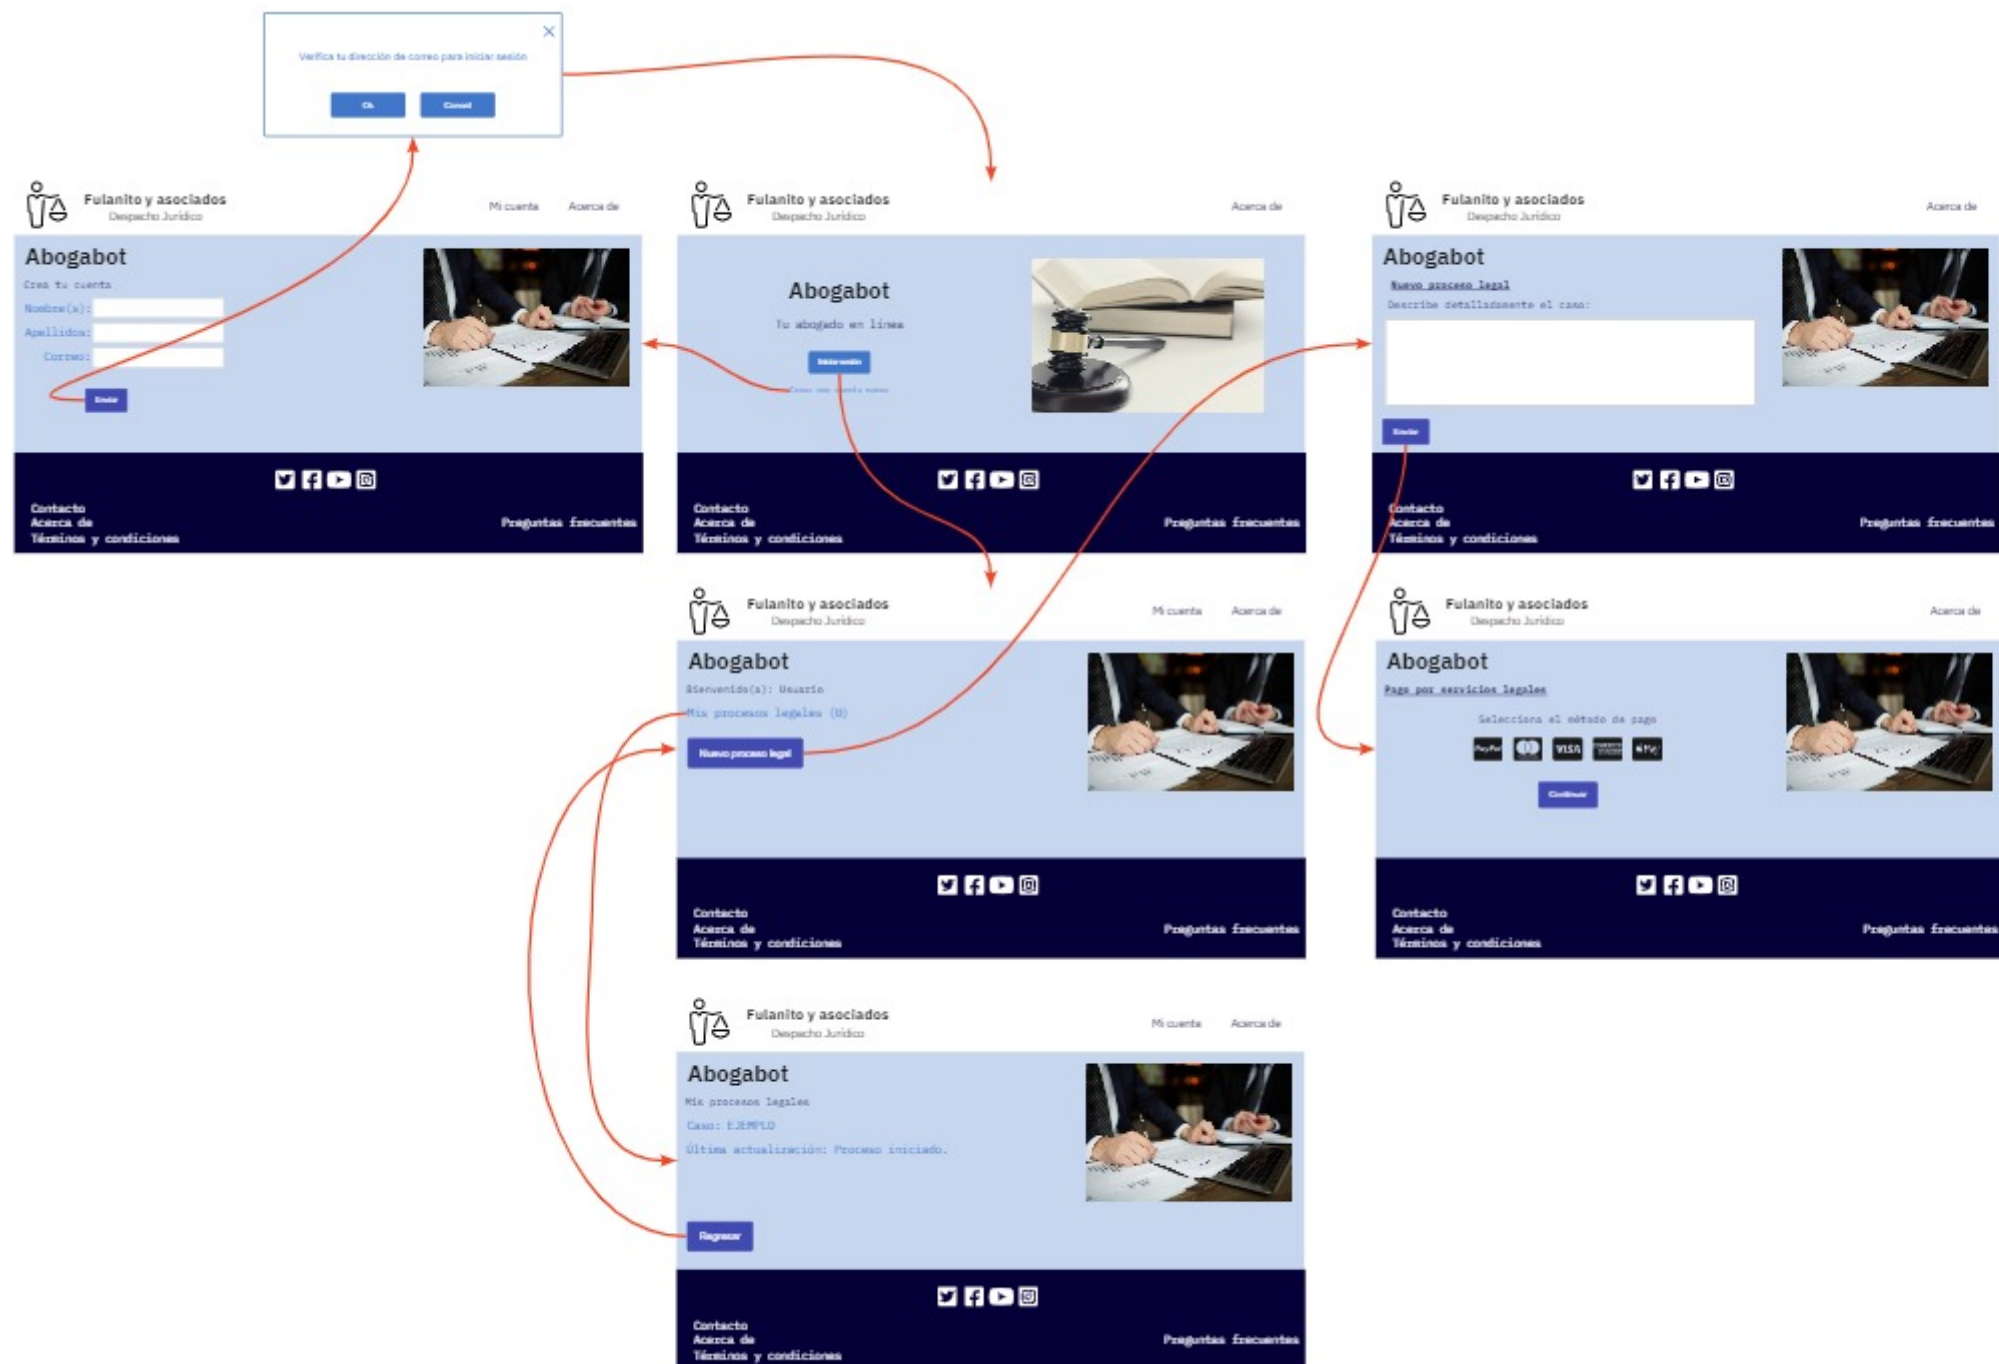 Verifica tu dirección de correo para iniciar sesión
Ok Cancel
Fulanito y asociados
Despacho Jurídico
Mi cuenta Acerca de
Abogabot
Crea tu cuenta
Nombre(s):
Apellidos:
Correo:
Enviar
Contacto
Acerca de
Términos y condiciones
Preguntas frecuentes
Fulanito y asociados
Despacho Jurídico
Acerca de
Abogabot
Tu abogado en línea
Iniciar sesión
Crear una cuenta nueva
Contacto
Acerca de
Términos y condiciones
Preguntas frecuentes
Fulanito y asociados
Despacho Jurídico
Acerca de
Abogabot
Nuevo proceso legal
Describe detalladamente el caso:
Enviar
Contacto
Acerca de
Términos y condiciones
Preguntas frecuentes
Fulanito y asociados
Despacho Jurídico
Mi cuenta Acerca de
Abogabot
Bienvenido(a): Usuario
Mis procesos legales (0)
Nuevo proceso legal
Contacto
Acerca de
Términos y condiciones
Preguntas frecuentes
Fulanito y asociados
Despacho Jurídico
Acerca de
Abogabot
Pago por servicios legales
Selecciona el método de pago
PayPal VISA Pay
Continuar
Contacto
Acerca de
Términos y condiciones
Preguntas frecuentes
Fulanito y asociados
Despacho Jurídico
Mi cuenta Acerca de
Abogabot
Mis procesos legales
Caso: EJEMPLO
Última actualización: Proceso iniciado.
Regresar
Contacto
Acerca de
Términos y condiciones
Preguntas frecuentes